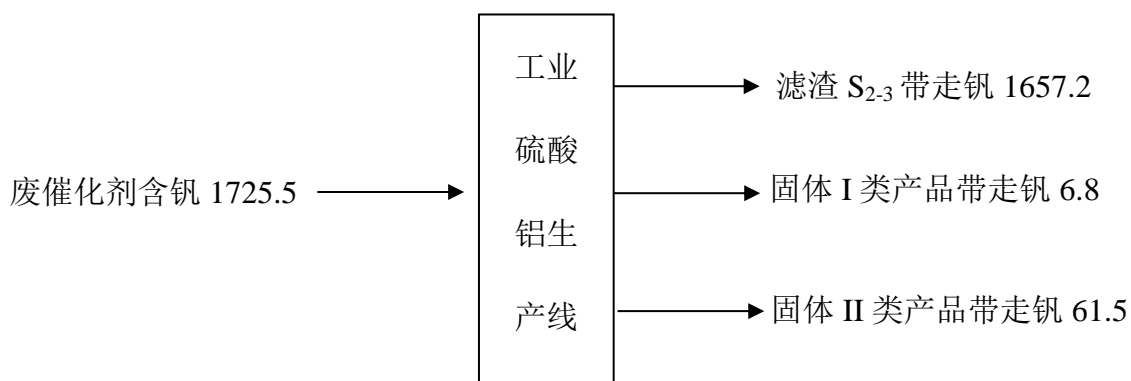 废催化剂含钒 1725.5
工业
硫酸
铝生
产线
滤渣 S2-3 带走钒 1657.2
固体 I 类产品带走钒 6.8
固体 II 类产品带走钒 61.5